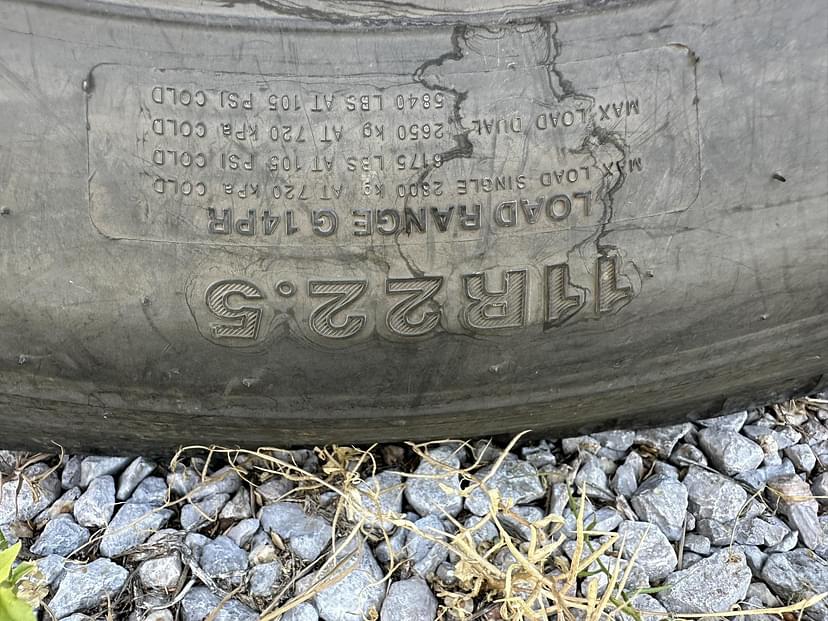 11R22.5
LOAD RANGE G 14PR
MAX LOAD SINGLE 2800 kg AT 720 kPa COLD
6175 LBS AT 105 PSI COLD
MAX LOAD DUAL 2650 kg AT 720 kPa COLD
5840 LBS AT 105 PSI COLD